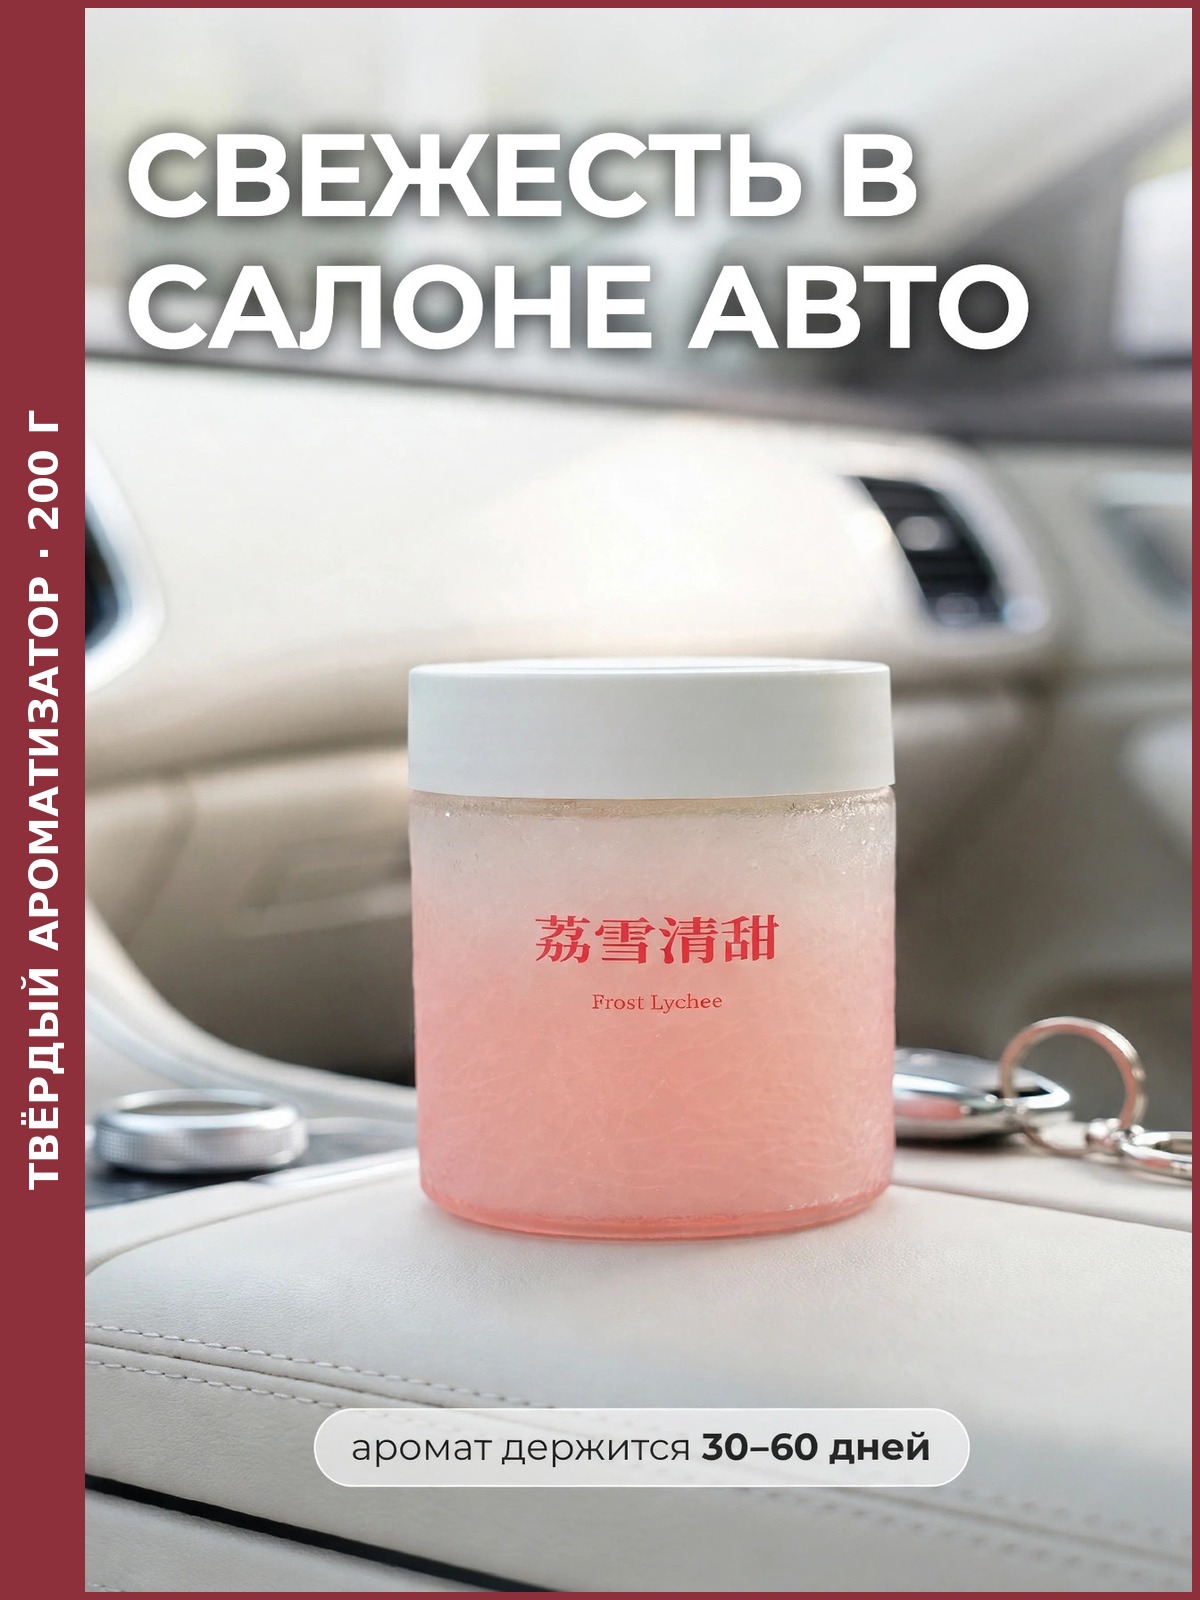 СВЕЖЕСТЬ В
САЛОНЕ АВТО
ТВЁРДЫЙ АРОМАТИЗАТОР · 200 Г
荔雪清甜
Frost Lychee
аромат держится 30–60 дней